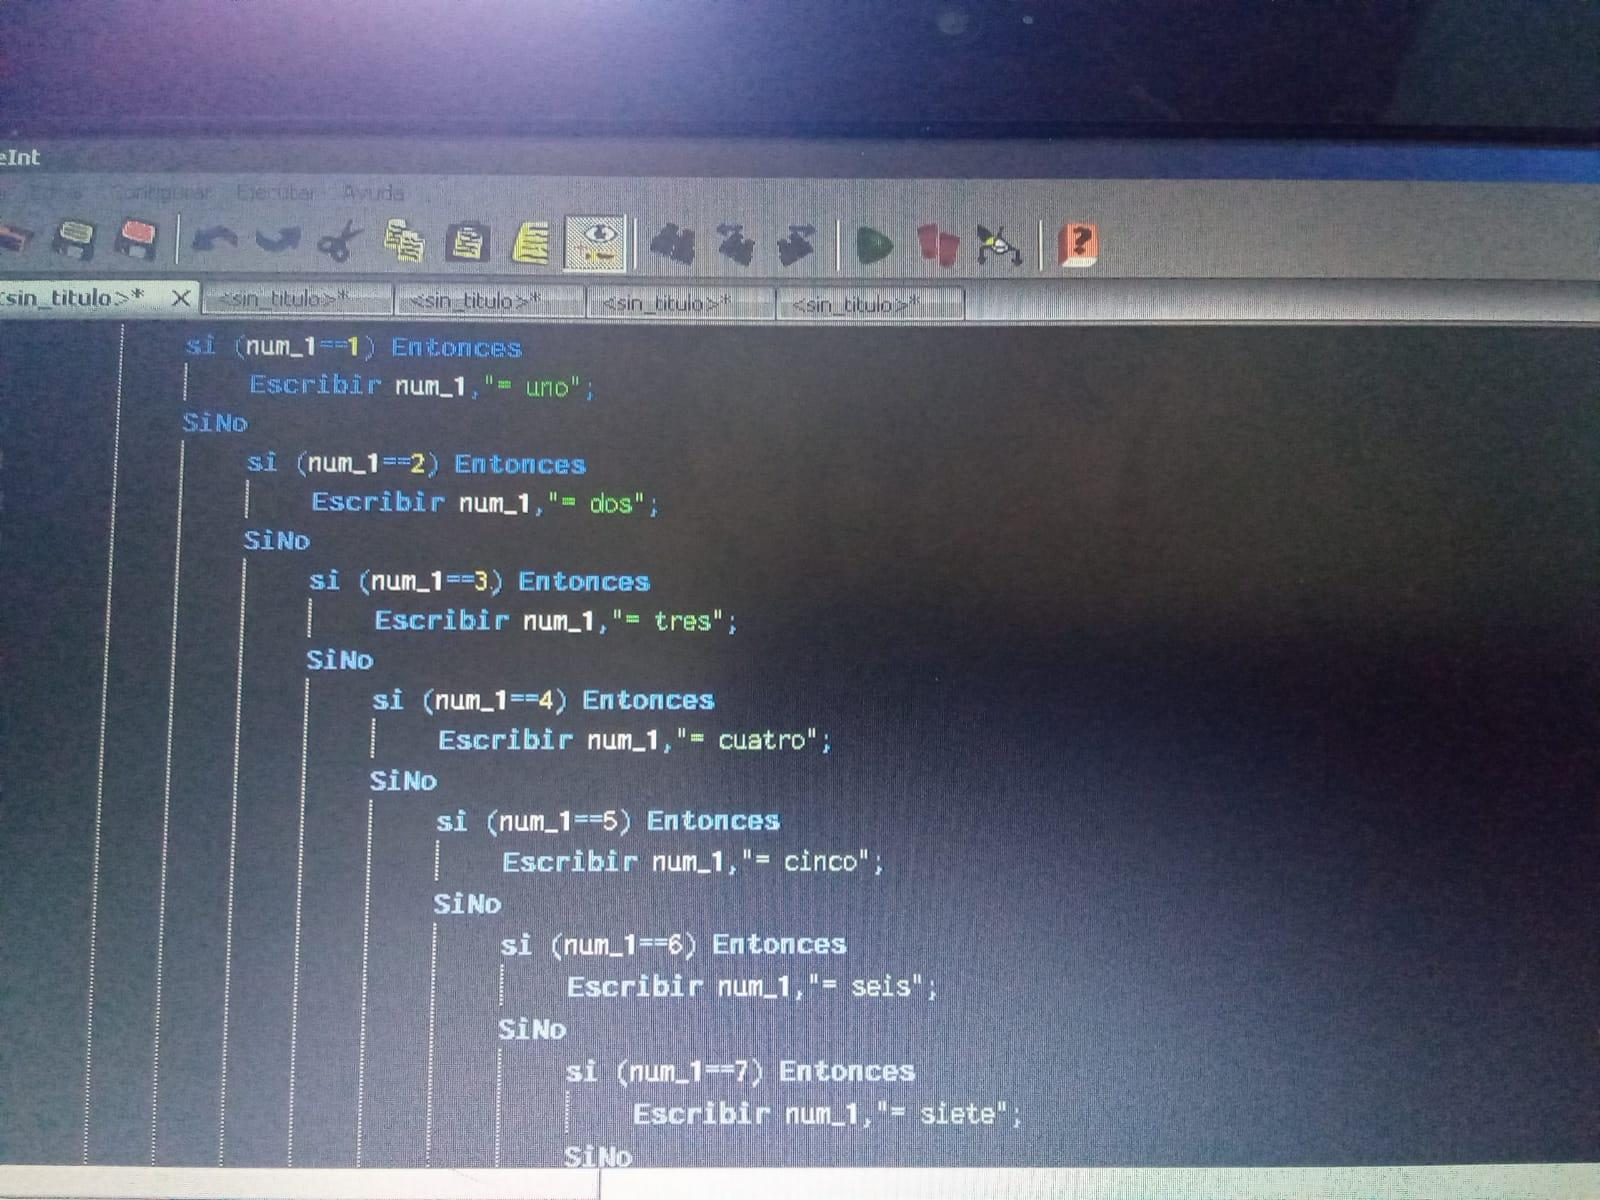 eInt
Configurar Ejecutar Ayuda
<sin_titulo>* X <sin_titulo>* <sin_titulo>* <sin_titulo>* <sin_titulo>*
si (num_1==1) Entonces
Escribir num_1,"= uno";
SiNo
si (num_1==2) Entonces
Escribir num_1,"= dos";
SiNo
si (num_1==3) Entonces
Escribir num_1,"= tres";
SiNo
si (num_1==4) Entonces
Escribir num_1,"= cuatro";
SiNo
si (num_1==5) Entonces
Escribir num_1,"= cinco";
SiNo
si (num_1==6) Entonces
Escribir num_1,"= seis";
SiNo
si (num_1==7) Entonces
Escribir num_1,"= siete";
SiNo